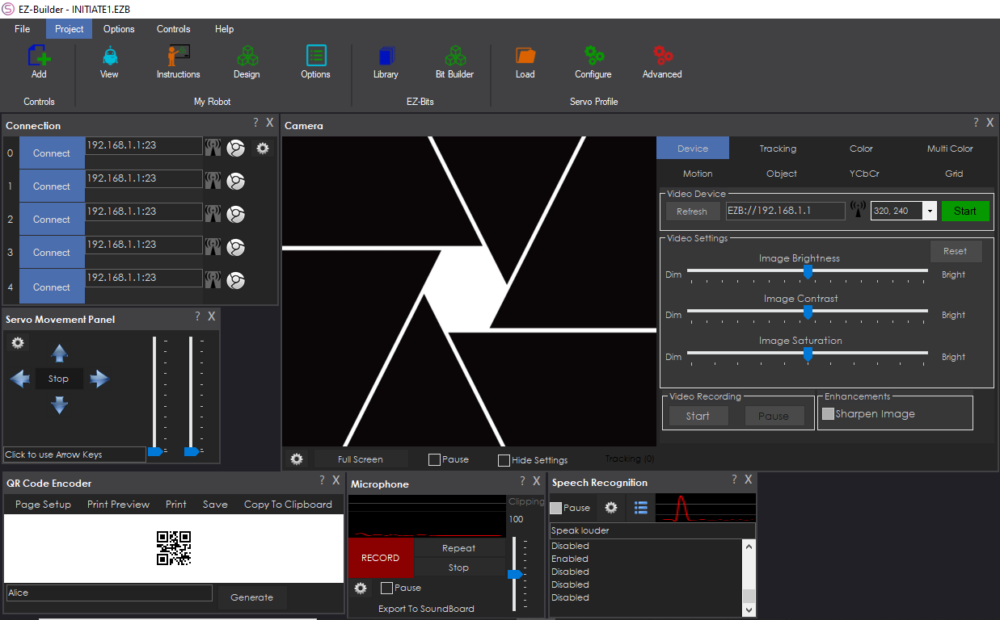 EZ-Builder - INITIATE1.EZB
File Project Options Controls Help
Add View Instructions Design Options Library Bit Builder Load Configure Advanced
Controls My Robot EZ-Bits Servo Profile
Connection ? X
0 Connect 192.168.1.1:23
1 Connect 192.168.1.1:23
2 Connect 192.168.1.1:23
3 Connect 192.168.1.1:23
4 Connect 192.168.1.1:23
Camera ? X
Device Tracking Color Multi Color
Motion Object YCbCr Grid
Video Device
Refresh EZB://192.168.1.1 320, 240 Start
Video Settings
Reset
Image Brightness
Dim Bright
Image Contrast
Dim Bright
Image Saturation
Dim Bright
Video Recording
Start Pause
Enhancements
Sharpen Image
Full Screen Pause Hide Settings Tracking (0)
Servo Movement Panel ? X
Stop
Click to use Arrow Keys
QR Code Encoder ? X
Page Setup Print Preview Print Save Copy To Clipboard
Alice Generate
Microphone ? X
Clipping
100
RECORD Repeat
Stop
Pause
Export To SoundBoard
Speech Recognition ? X
Pause
Speak louder
Disabled
Enabled
Disabled
Disabled
Disabled